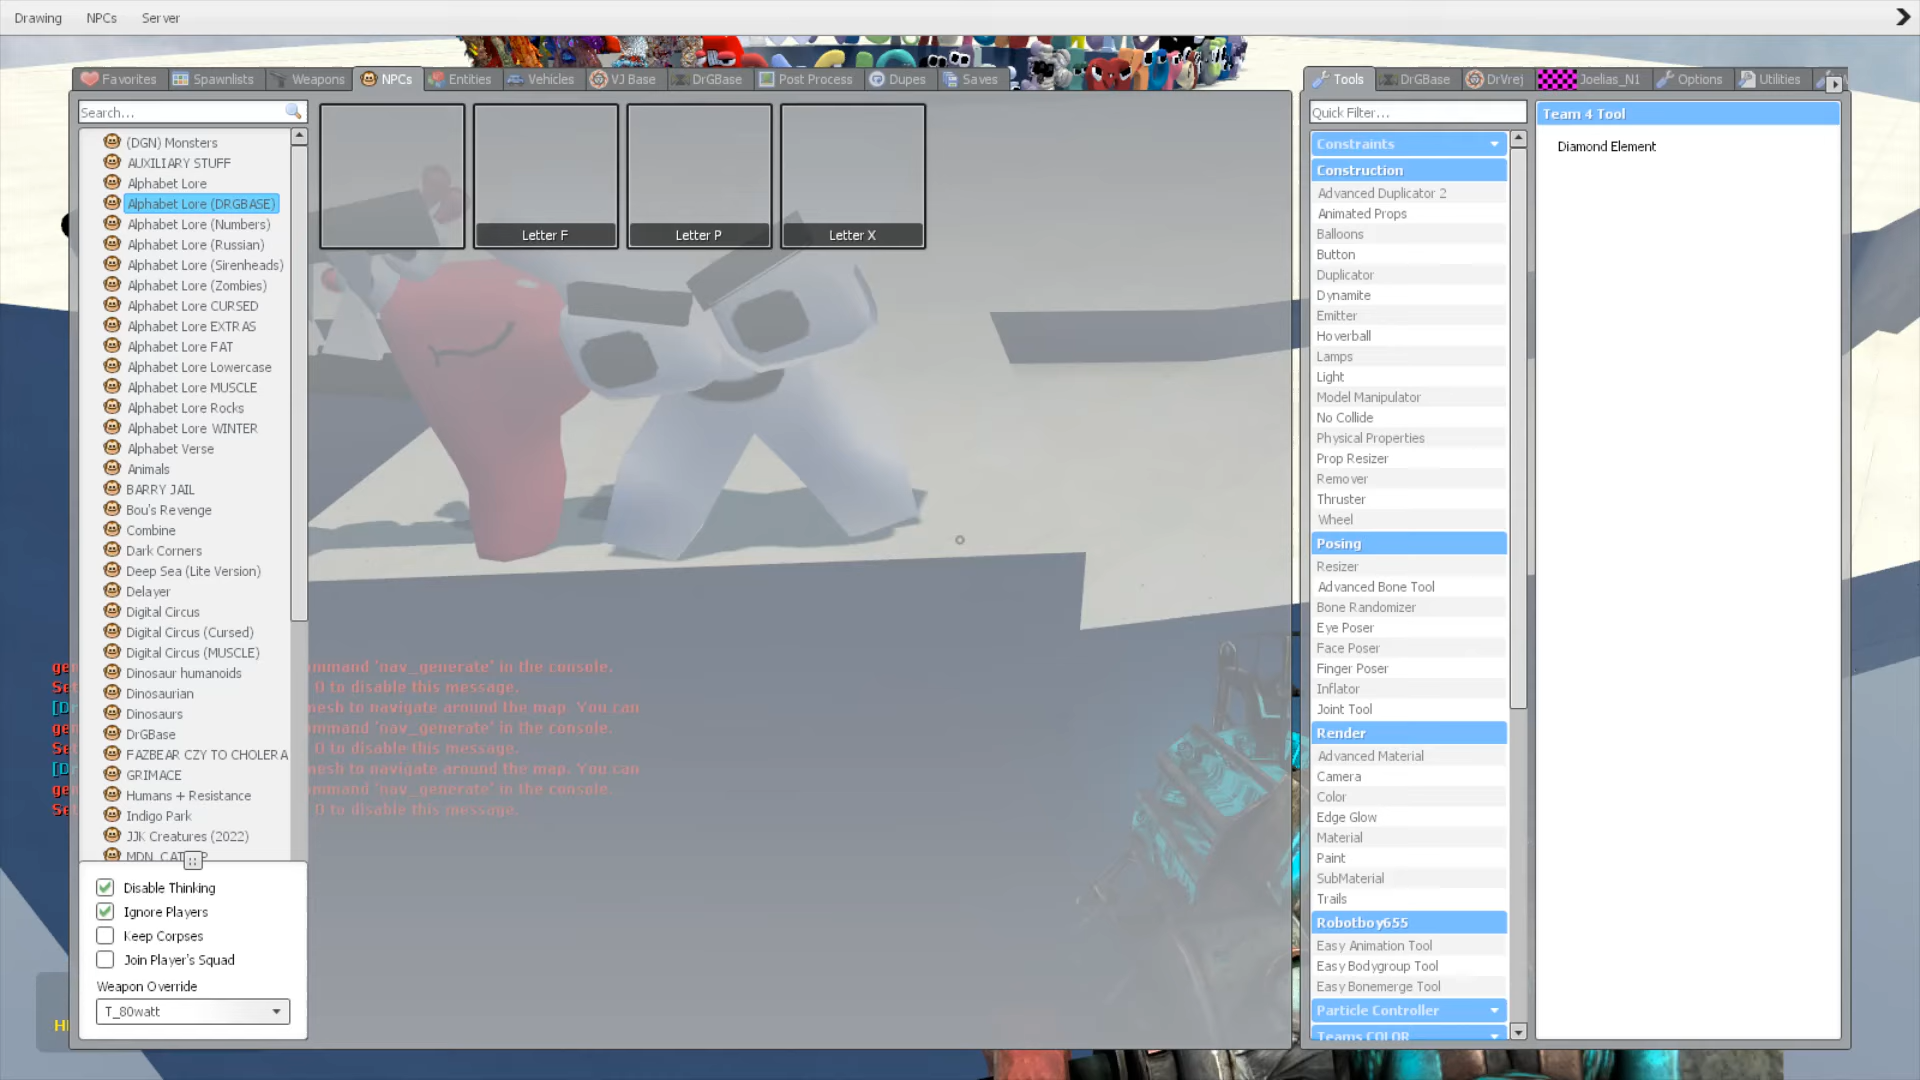 Drawing NPCs Server
Favorites Spawnlists Weapons NPCs Entities Vehicles VJ Base DrGBase Post Process Dupes Saves
Search...
(DGN) Monsters
AUXILIARY STUFF
Alphabet Lore
Alphabet Lore (DRGBASE)
Alphabet Lore (Numbers)
Alphabet Lore (Russian)
Alphabet Lore (Sirenheads)
Alphabet Lore (Zombies)
Alphabet Lore CURSED
Alphabet Lore EXTRAS
Alphabet Lore FAT
Alphabet Lore Lowercase
Alphabet Lore MUSCLE
Alphabet Lore Rocks
Alphabet Lore WINTER
Alphabet Verse
Animals
BARRY JAIL
Bou's Revenge
Combine
Dark Corners
Deep Sea (Lite Version)
Delayer
Digital Circus
Digital Circus (Cursed)
Digital Circus (MUSCLE)
Dinosaur humanoids
Dinosaurian
Dinosaurs
DrGBase
FAZBEAR CZY TO CHOLERA
GRIMACE
Humans + Resistance
Indigo Park
JJK Creatures (2022)
Disable Thinking
Ignore Players
Keep Corpses
Join Player's Squad
Weapon Override
T_80watt
Letter F
Letter P
Letter X
ommand 'nav_generate' in the console.
0 to disable this message.
mesh to navigate around the map. You can
ommand 'nav_generate' in the console.
0 to disable this message.
mesh to navigate around the map. You can
ommand 'nav_generate' in the console.
0 to disable this message.
Tools DrGBase DrVrej Joelias_N1 Options Utilities
Quick Filter...
Constraints
Construction
Advanced Duplicator 2
Animated Props
Balloons
Button
Duplicator
Dynamite
Emitter
Hoverball
Lamps
Light
Model Manipulator
No Collide
Physical Properties
Prop Resizer
Remover
Thruster
Wheel
Posing
Resizer
Advanced Bone Tool
Bone Randomizer
Eye Poser
Face Poser
Finger Poser
Inflator
Joint Tool
Render
Advanced Material
Camera
Color
Edge Glow
Material
Paint
SubMaterial
Trails
Robotboy655
Easy Animation Tool
Easy Bodygroup Tool
Easy Bonemerge Tool
Particle Controller
Teams COLOR
Team 4 Tool
Diamond Element